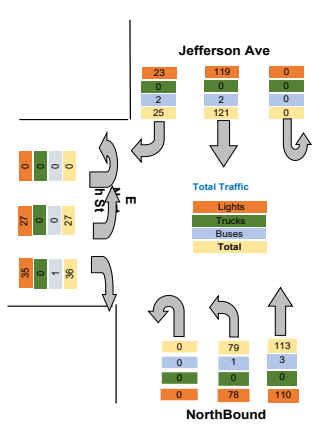 Jefferson Ave
23 119 0
0 0 0
2 2 0
25 121 0
0 0 0 0
27 0 0 27
35 0 1 36
E
h St
Total Traffic
Lights
Trucks
Buses
Total
0 79 113
0 1 3
0 0 0
0 78 110
NorthBound